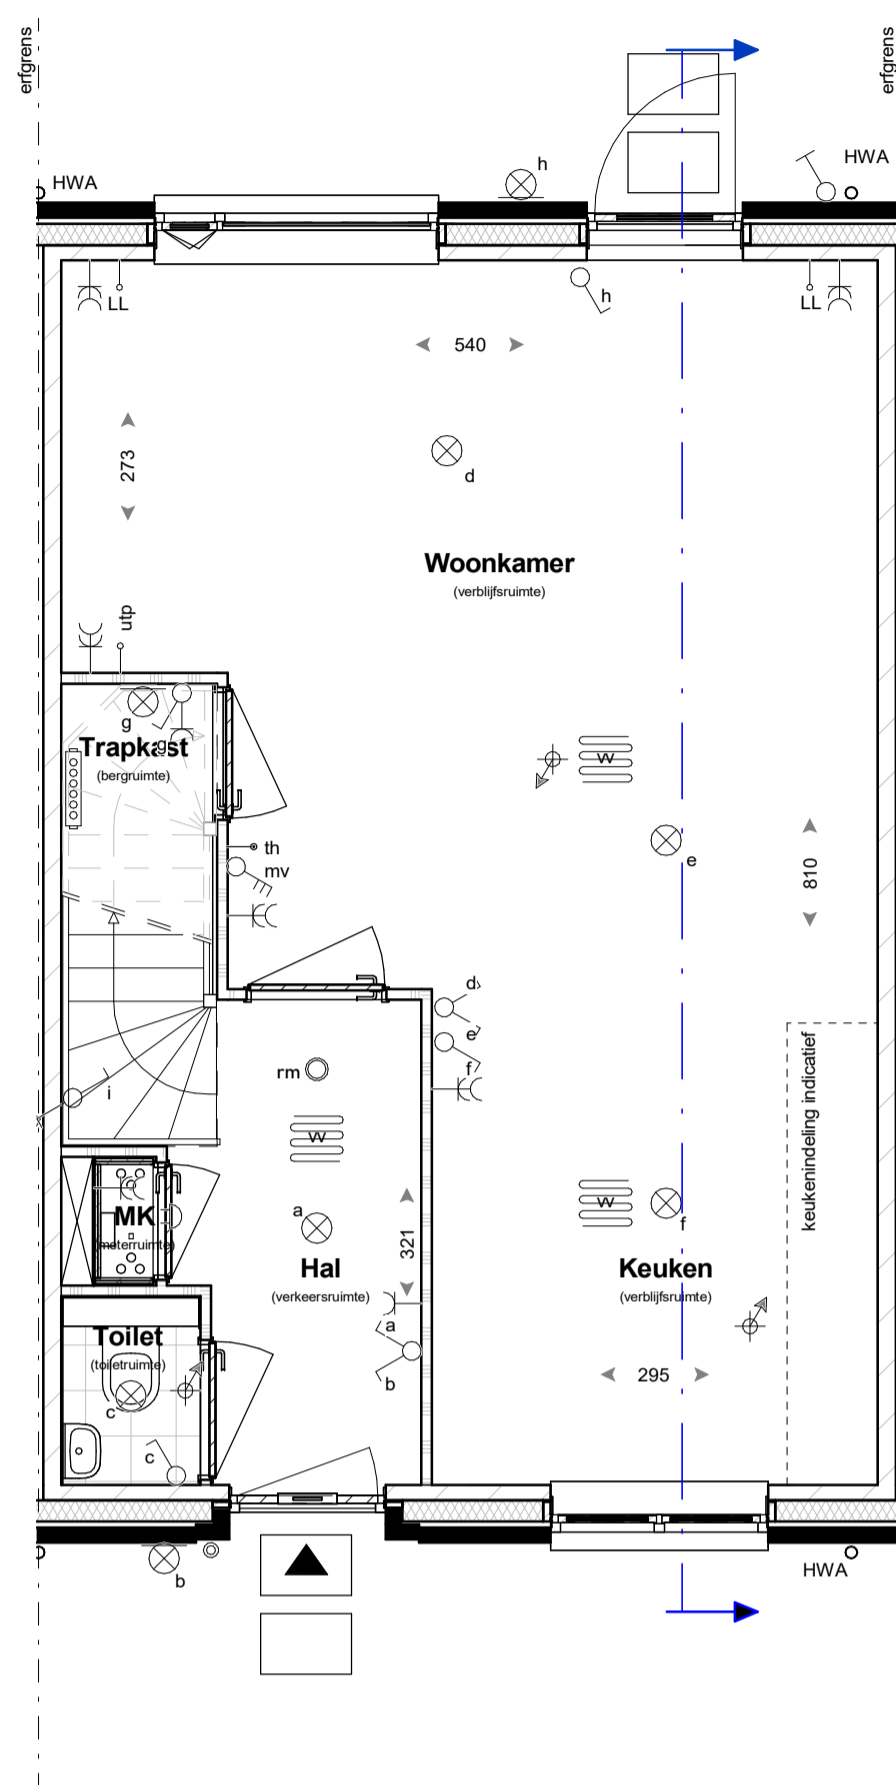 erfgrens
erfgrens
HWA
h
HWA
LL
h
LL
540
273
d
Woonkamer
(verblijfsruimte)
utp
g
g
Trapkast
(bergruimte)
w
th
mv
e
810
d
e
f
rm
i
w
keukenindeling indicatief
w
a
f
MK
(meterruimte)
321
Hal
(verkeersruimte)
Keuken
(verblijfsruimte)
a
Toilet
(toiletruimte)
b
295
c
c
b
HWA